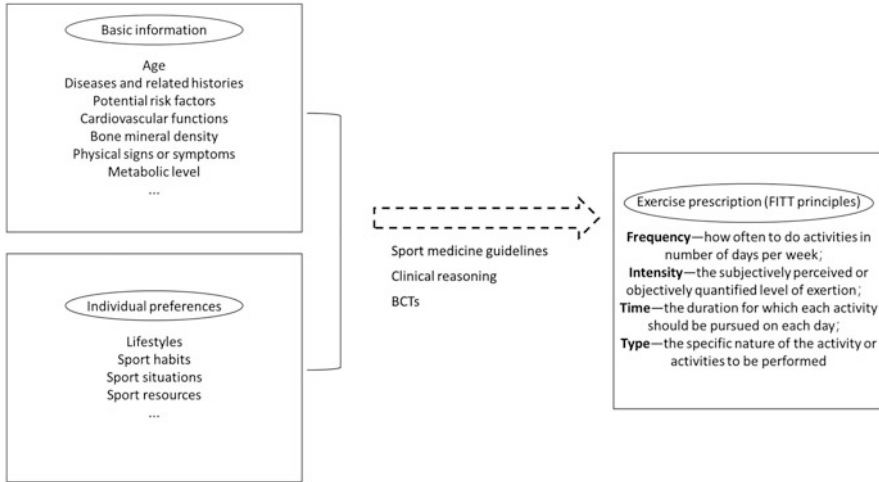 Basic information
Age
Diseases and related histories
Potential risk factors
Cardiovascular functions
Bone mineral density
Physical signs or symptoms
Metabolic level
...
Individual preferences
Lifestyles
Sport habits
Sport situations
Sport resources
...
Sport medicine guidelines
Clinical reasoning
BCTs
Exercise prescription (FITT principles)
Frequency—how often to do activities in
number of days per week;
Intensity—the subjectively perceived or
objectively quantified level of exertion;
Time—the duration for which each activity
should be pursued on each day;
Type—the specific nature of the activity or
activities to be performed